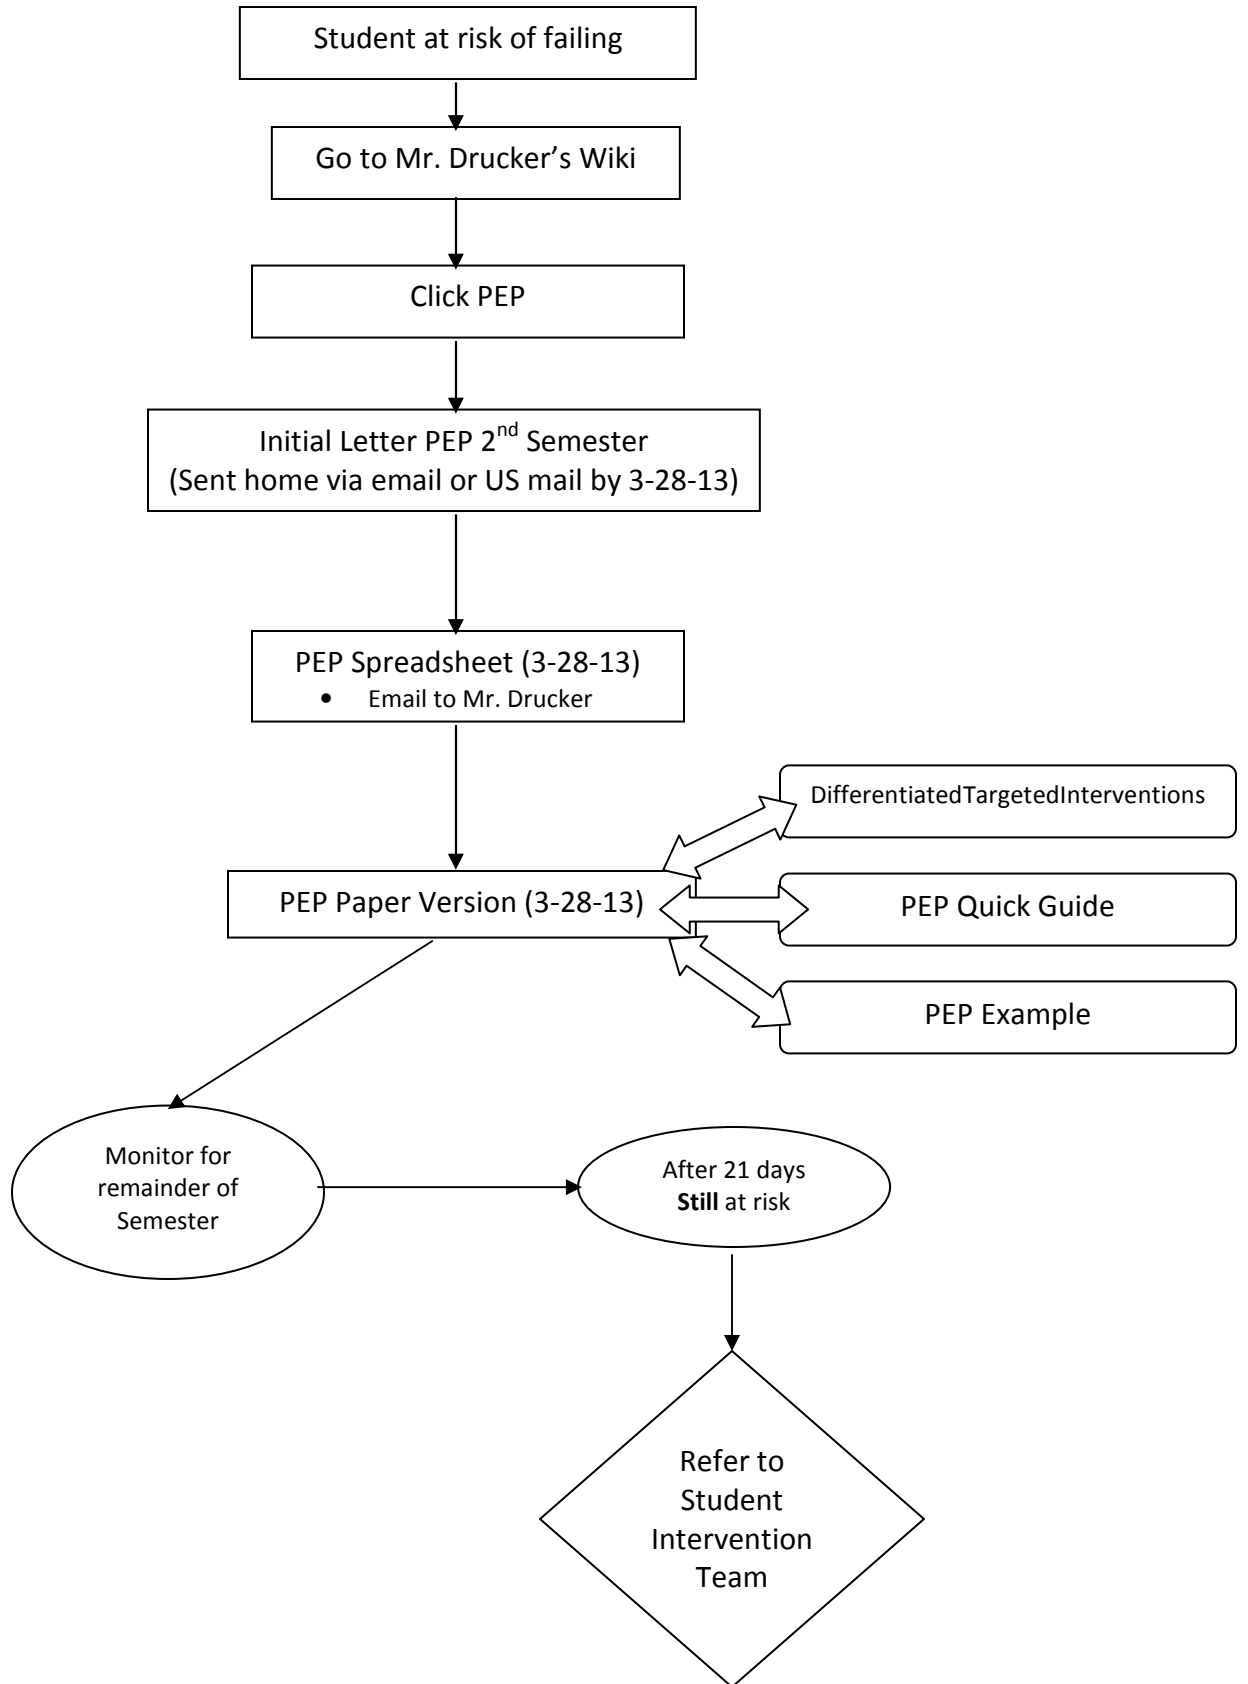 Student at risk of failing
Go to Mr. Drucker’s Wiki
Click PEP
Initial Letter PEP 2nd Semester
(Sent home via email or US mail by 3-28-13)
PEP Spreadsheet (3-28-13)
• Email to Mr. Drucker
DifferentiatedTargetedInterventions
PEP Paper Version (3-28-13)
PEP Quick Guide
PEP Example
Monitor for
remainder of
Semester
After 21 days
Still at risk
Refer to
Student
Intervention
Team